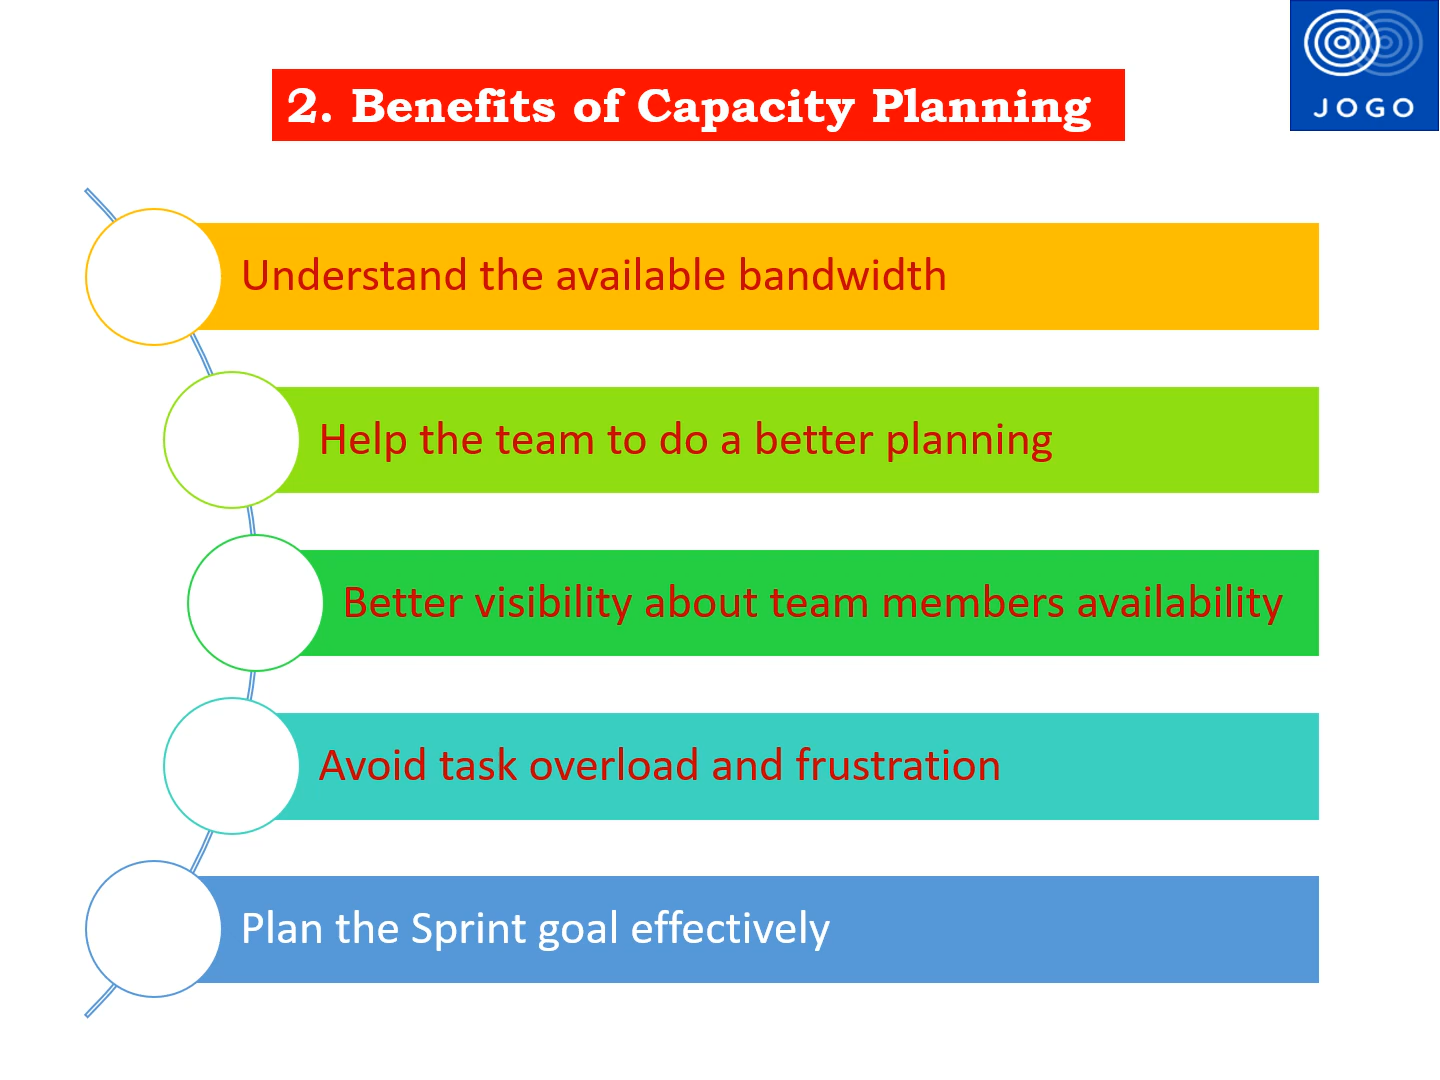 JOGO
2. Benefits of Capacity Planning
Understand the available bandwidth
Help the team to do a better planning
Better visibility about team members availability
Avoid task overload and frustration
Plan the Sprint goal effectively